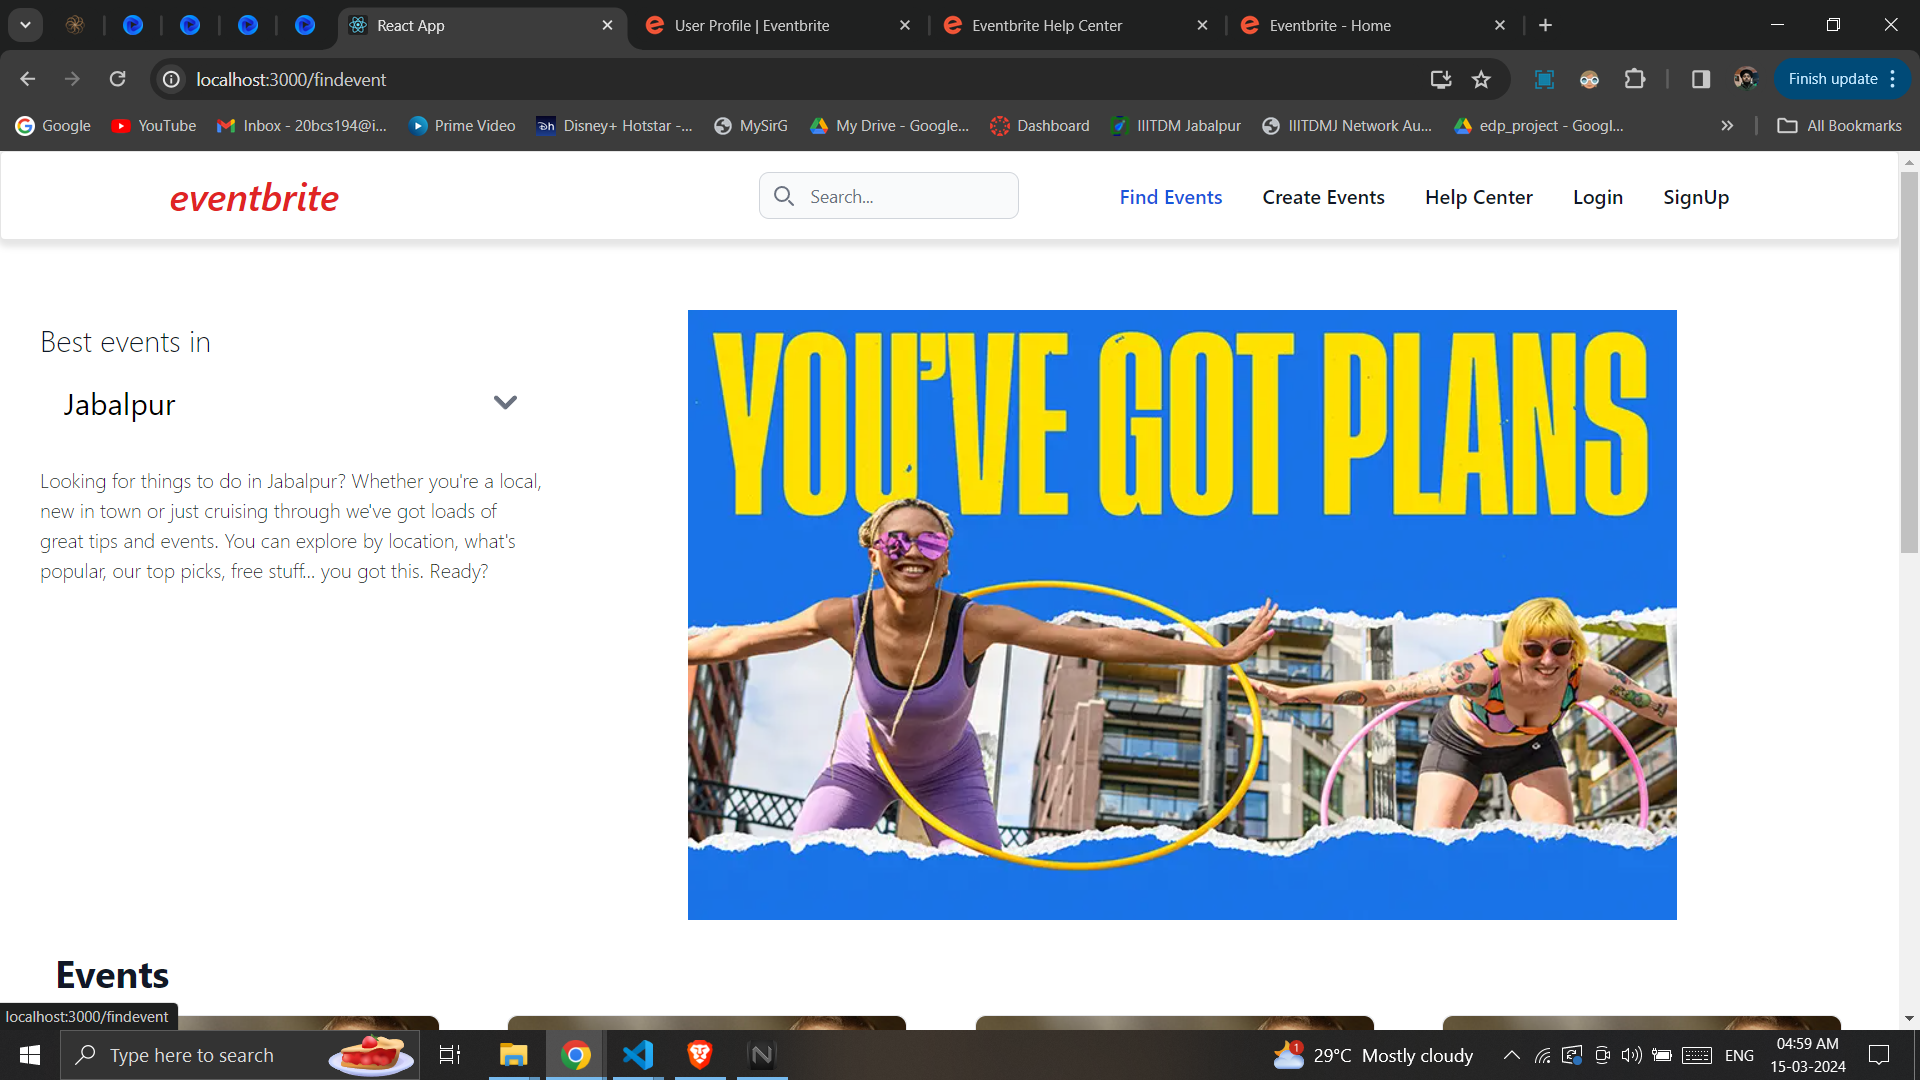 React App
User Profile | Eventbrite
Eventbrite Help Center
Eventbrite - Home
localhost:3000/findevent
Finish update
Google
YouTube
Inbox - 20bcs194@i...
Prime Video
Disney+ Hotstar -...
MySirG
My Drive - Google...
Dashboard
IIITDM Jabalpur
IIITDMJ Network Au...
edp_project - Googl...
All Bookmarks
eventbrite
Search...
Find Events
Create Events
Help Center
Login
SignUp
Best events in
Jabalpur
Looking for things to do in Jabalpur? Whether you're a local,
new in town or just cruising through we've got loads of
great tips and events. You can explore by location, what's
popular, our top picks, free stuff... you got this. Ready?
YOU'VE GOT PLANS
Events
localhost:3000/findevent
Type here to search
1
29°C Mostly cloudy
ENG
04:59 AM
15-03-2024